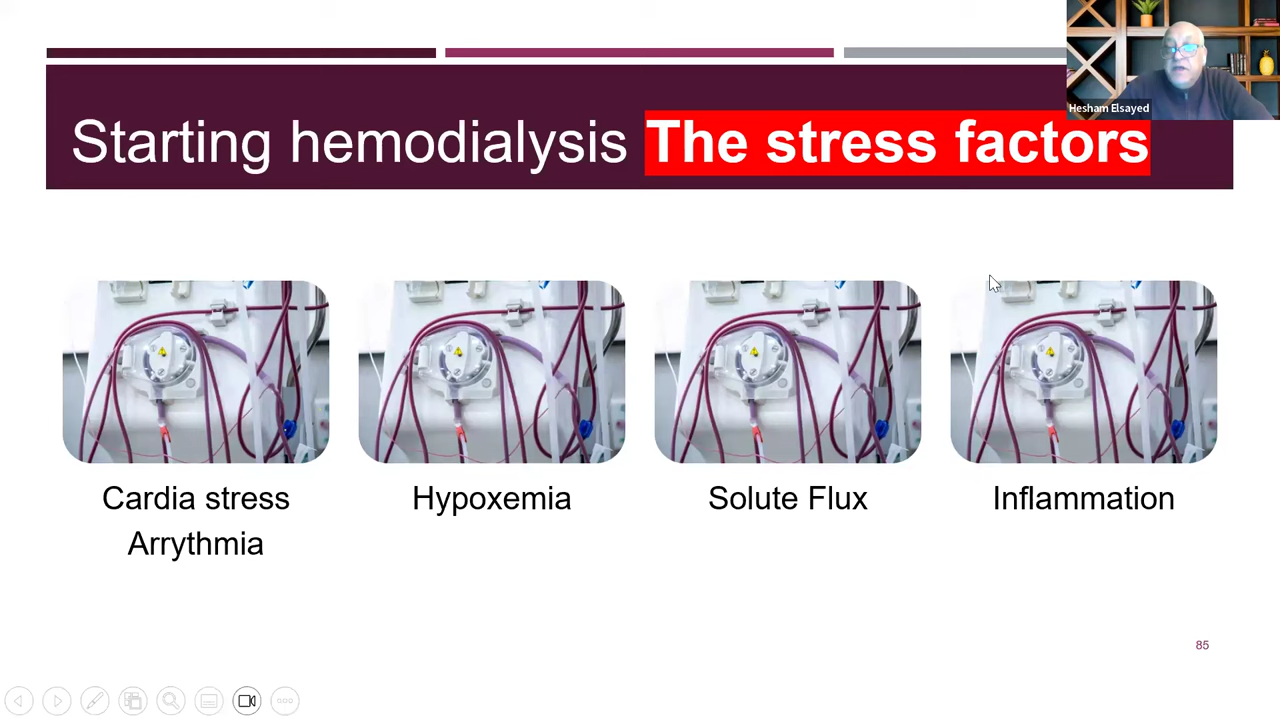 Hesham Elsayed
Starting hemodialysis The stress factors
Cardia stress
Arrythmia
Hypoxemia
Solute Flux
Inflammation
85